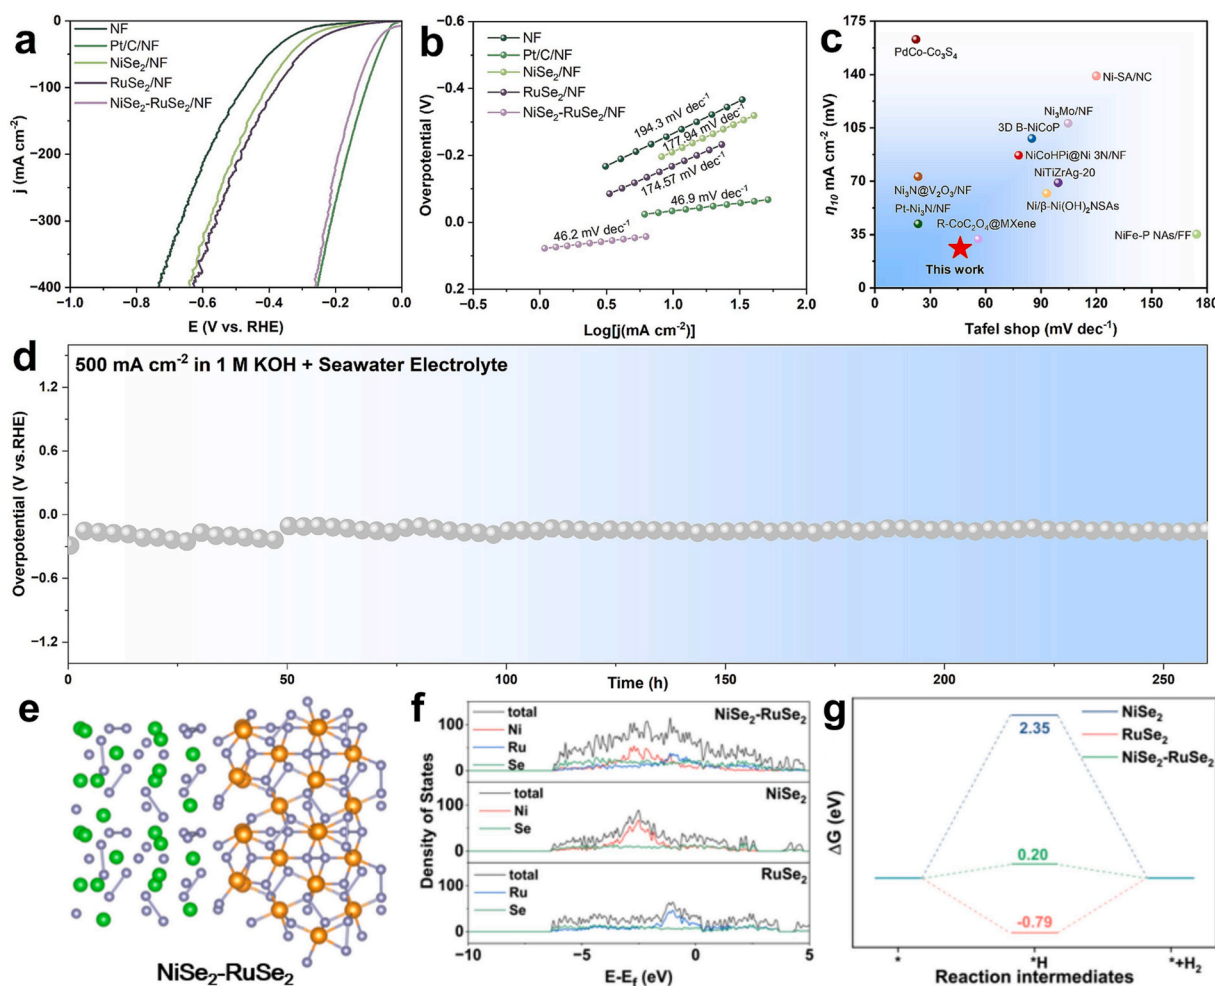 a
NF
Pt/C/NF
NiSe₂/NF
RuSe₂/NF
NiSe₂-RuSe₂/NF
j (mA cm⁻²)
0
−100
−200
−300
−400
−1.0
−0.8
−0.6
−0.4
−0.2
0.0
E (V vs. RHE)
b
NF
Pt/C/NF
NiSe₂/NF
RuSe₂/NF
NiSe₂-RuSe₂/NF
Overpotential (V)
−0.6
−0.4
−0.2
0.0
0.2
194.3 mV dec⁻¹
177.94 mV dec⁻¹
174.57 mV dec⁻¹
46.9 mV dec⁻¹
46.2 mV dec⁻¹
−0.5
0.0
0.5
1.0
1.5
2.0
Log[j(mA cm⁻²)]
c
η₁₀ mA cm⁻² (mV)
175
140
105
70
35
0
PdCo-Co₃S₄
Ni-SA/NC
Ni₃Mo/NF
3D B-NiCoP
NiCoHPi@Ni 3N/NF
NiTiZrAg-20
Ni₃N@V₂O₃/NF
Ni/β-Ni(OH)₂NSAs
Pt-Ni₃N/NF
R-CoC₂O₄@MXene
NiFe-P NAs/FF
This work
0
30
60
90
120
150
180
Tafel shop (mV dec⁻¹)
d
500 mA cm⁻² in 1 M KOH + Seawater Electrolyte
Overpotential (V vs.RHE)
1.2
0.6
0.0
−0.6
−1.2
0
50
100
150
200
250
Time (h)
e
NiSe₂-RuSe₂
f
Density of States
100
0
total
Ni
Ru
Se
NiSe₂-RuSe₂
100
0
total
Ni
Se
NiSe₂
100
0
total
Ru
Se
RuSe₂
−10
−5
0
5
E-E_f (eV)
g
NiSe₂
RuSe₂
NiSe₂-RuSe₂
ΔG (eV)
2.35
0.20
-0.79
*
*H
*+H₂
Reaction intermediates